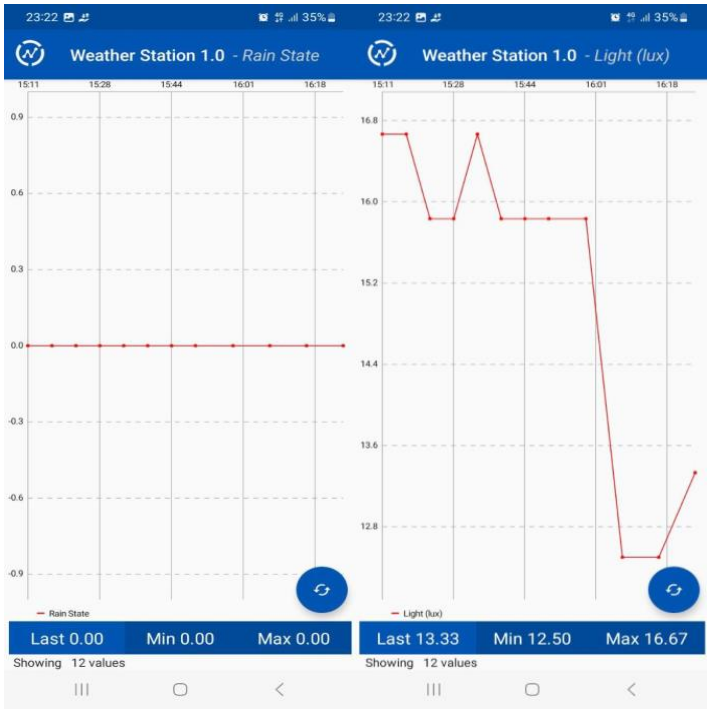 23:22 4G 35%
Weather Station 1.0 - Rain State
15:11 15:28 15:44 16:01 16:18
0.9
0.6
0.3
0.0
-0.3
-0.6
-0.9
Rain State
Last 0.00 Min 0.00 Max 0.00
Showing 12 values
23:22 4G 35%
Weather Station 1.0 - Light (lux)
15:11 15:28 15:44 16:01 16:18
16.8
16.0
15.2
14.4
13.6
12.8
Light (lux)
Last 13.33 Min 12.50 Max 16.67
Showing 12 values